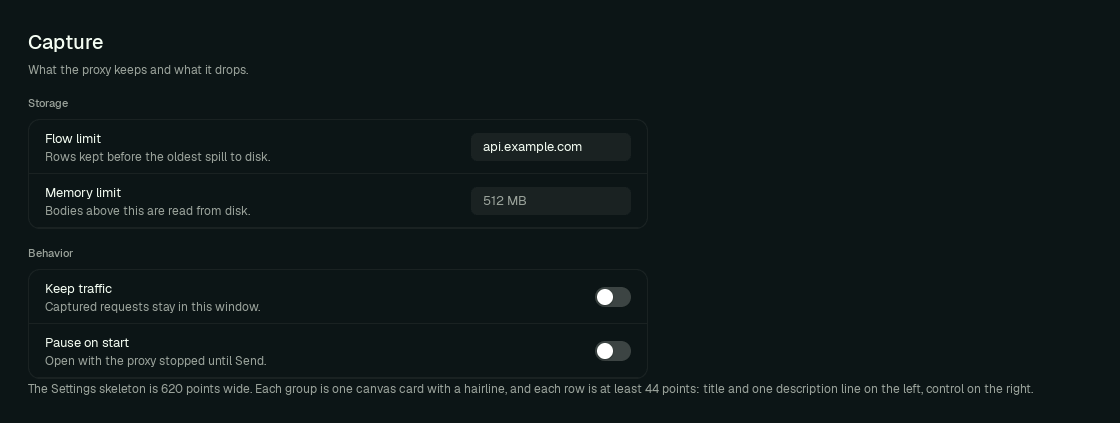 Capture
What the proxy keeps and what it drops.
Storage
Flow limit
Rows kept before the oldest spill to disk.
api.example.com
Memory limit
Bodies above this are read from disk.
512 MB
Behavior
Keep traffic
Captured requests stay in this window.
Pause on start
Open with the proxy stopped until Send.
The Settings skeleton is 620 points wide. Each group is one canvas card with a hairline, and each row is at least 44 points: title and one description line on the left, control on the right.